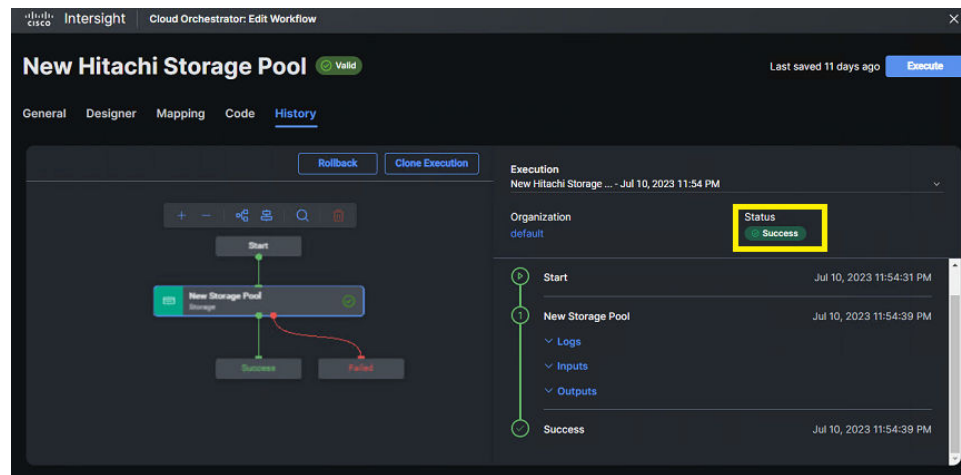 cisco Intersight Cloud Orchestrator: Edit Workflow
New Hitachi Storage Pool Valid
Last saved 11 days ago Execute
General Designer Mapping Code History
Rollback Clone Execution
Start
New Storage Pool
Storage
Success Failed
Execution
New Hitachi Storage ... - Jul 10, 2023 11:54 PM
Organization Status
default Success
Start Jul 10, 2023 11:54:31 PM
1 New Storage Pool Jul 10, 2023 11:54:39 PM
Logs
Inputs
Outputs
Success Jul 10, 2023 11:54:39 PM